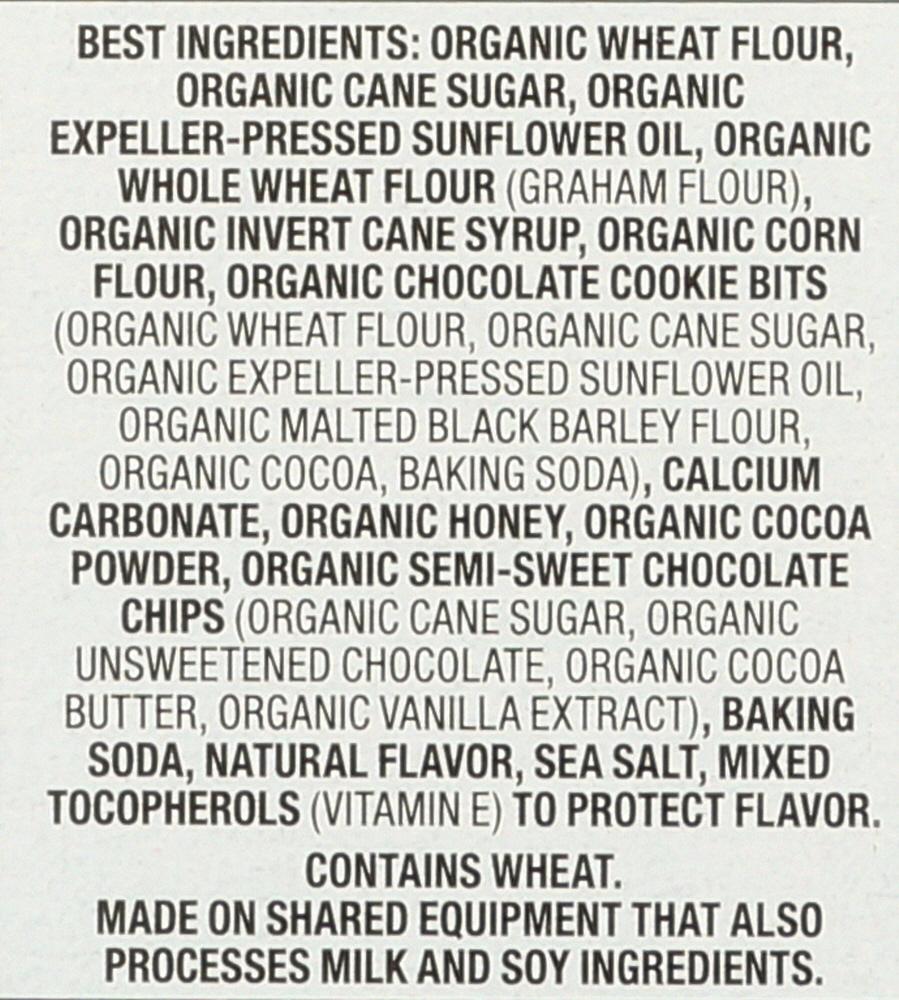 BEST INGREDIENTS: ORGANIC WHEAT FLOUR,
ORGANIC CANE SUGAR, ORGANIC
EXPELLER-PRESSED SUNFLOWER OIL, ORGANIC
WHOLE WHEAT FLOUR (GRAHAM FLOUR),
ORGANIC INVERT CANE SYRUP, ORGANIC CORN
FLOUR, ORGANIC CHOCOLATE COOKIE BITS
(ORGANIC WHEAT FLOUR, ORGANIC CANE SUGAR,
ORGANIC EXPELLER-PRESSED SUNFLOWER OIL,
ORGANIC MALTED BLACK BARLEY FLOUR,
ORGANIC COCOA, BAKING SODA), CALCIUM
CARBONATE, ORGANIC HONEY, ORGANIC COCOA
POWDER, ORGANIC SEMI-SWEET CHOCOLATE
CHIPS (ORGANIC CANE SUGAR, ORGANIC
UNSWEETENED CHOCOLATE, ORGANIC COCOA
BUTTER, ORGANIC VANILLA EXTRACT), BAKING
SODA, NATURAL FLAVOR, SEA SALT, MIXED
TOCOPHEROLS (VITAMIN E) TO PROTECT FLAVOR.
CONTAINS WHEAT.
MADE ON SHARED EQUIPMENT THAT ALSO
PROCESSES MILK AND SOY INGREDIENTS.